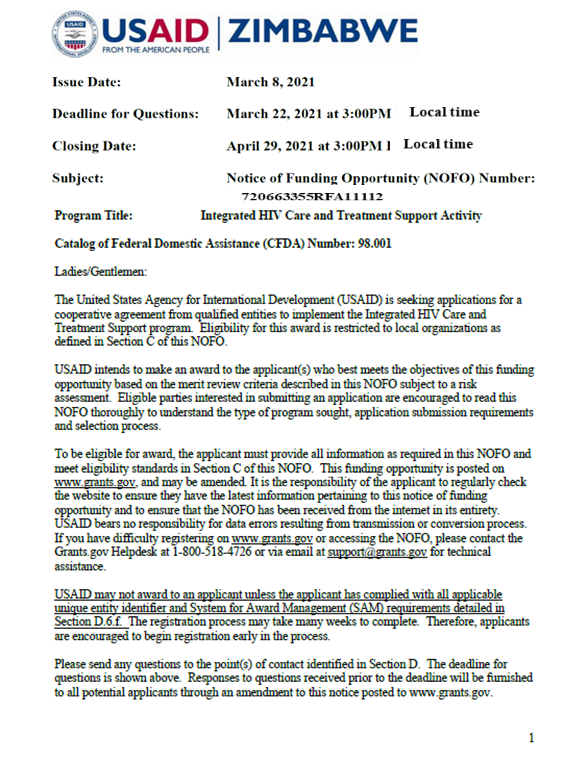 USAID | ZIMBABWE
FROM THE AMERICAN PEOPLE
Issue Date: March 8, 2021
Deadline for Questions: March 22, 2021 at 3:00PM Local time
Closing Date: April 29, 2021 at 3:00PM I Local time
Subject: Notice of Funding Opportunity (NOFO) Number:
720663355RFA11112
Program Title: Integrated HIV Care and Treatment Support Activity
Catalog of Federal Domestic Assistance (CFDA) Number: 98.001
Ladies/Gentlemen:
The United States Agency for International Development (USAID) is seeking applications for a
cooperative agreement from qualified entities to implement the Integrated HIV Care and
Treatment Support program. Eligibility for this award is restricted to local organizations as
defined in Section C of this NOFO.
USAID intends to make an award to the applicant(s) who best meets the objectives of this funding
opportunity based on the merit review criteria described in this NOFO subject to a risk
assessment. Eligible parties interested in submitting an application are encouraged to read this
NOFO thoroughly to understand the type of program sought, application submission requirements
and selection process.
To be eligible for award, the applicant must provide all information as required in this NOFO and
meet eligibility standards in Section C of this NOFO. This funding opportunity is posted on
www.grants.gov, and may be amended. It is the responsibility of the applicant to regularly check
the website to ensure they have the latest information pertaining to this notice of funding
opportunity and to ensure that the NOFO has been received from the internet in its entirety.
USAID bears no responsibility for data errors resulting from transmission or conversion process.
If you have difficulty registering on www.grants.gov or accessing the NOFO, please contact the
Grants.gov Helpdesk at 1-800-518-4726 or via email at support@grants.gov for technical
assistance.
USAID may not award to an applicant unless the applicant has complied with all applicable
unique entity identifier and System for Award Management (SAM) requirements detailed in
Section D.6.f. The registration process may take many weeks to complete. Therefore, applicants
are encouraged to begin registration early in the process.
Please send any questions to the point(s) of contact identified in Section D. The deadline for
questions is shown above. Responses to questions received prior to the deadline will be furnished
to all potential applicants through an amendment to this notice posted to www.grants.gov.
1